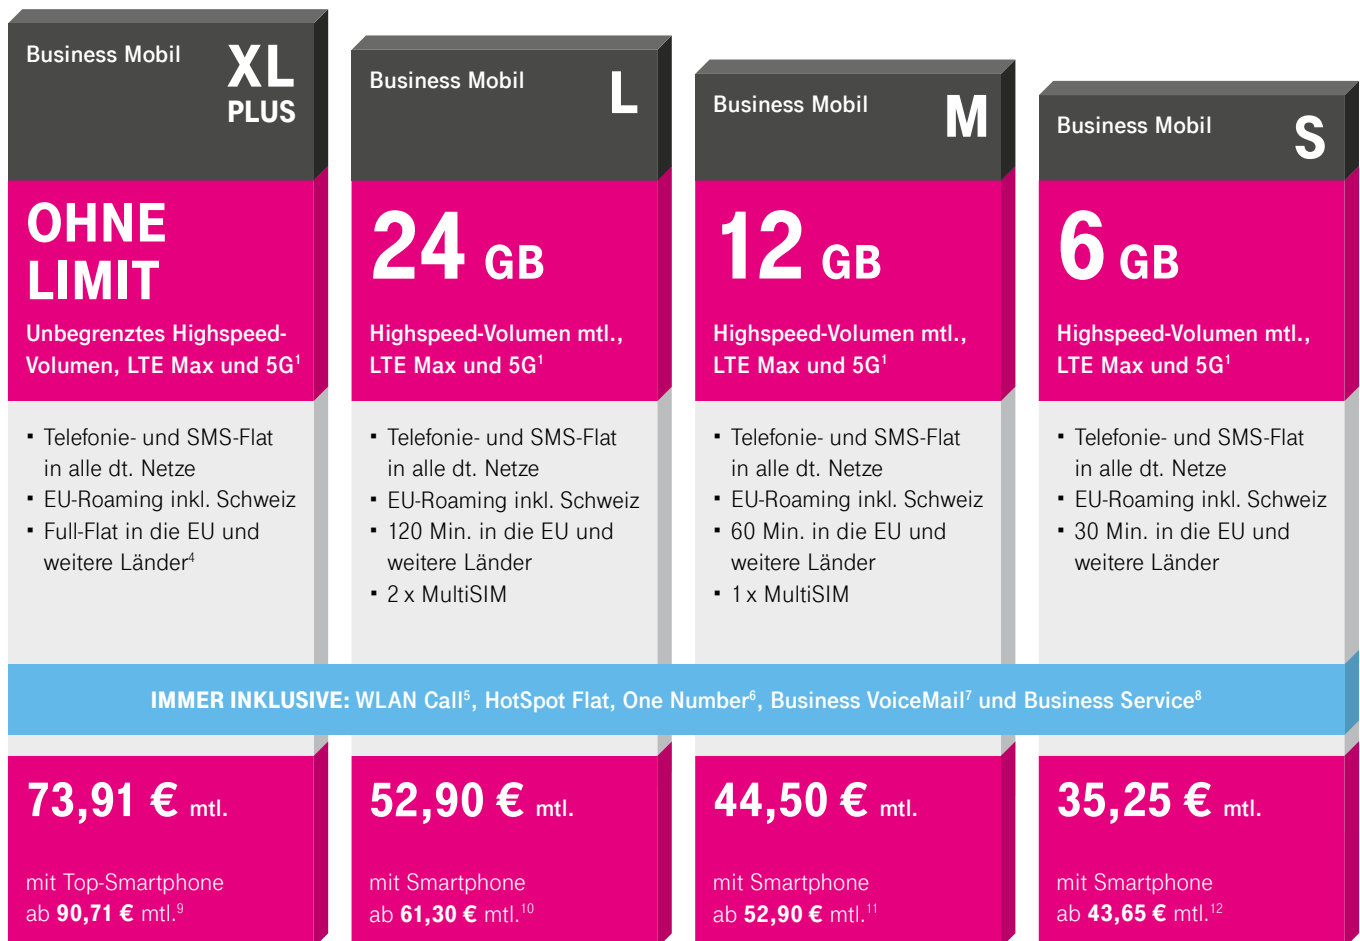 Business Mobil XL
PLUS
OHNE
LIMIT
Unbegrenztes Highspeed-
Volumen, LTE Max und 5G¹
▪ Telefonie- und SMS-Flat
in alle dt. Netze
▪ EU-Roaming inkl. Schweiz
▪ Full-Flat in die EU und
weitere Länder⁴
Business Mobil L
24 GB
Highspeed-Volumen mtl.,
LTE Max und 5G¹
▪ Telefonie- und SMS-Flat
in alle dt. Netze
▪ EU-Roaming inkl. Schweiz
▪ 120 Min. in die EU und
weitere Länder
▪ 2 x MultiSIM
Business Mobil M
12 GB
Highspeed-Volumen mtl.,
LTE Max und 5G¹
▪ Telefonie- und SMS-Flat
in alle dt. Netze
▪ EU-Roaming inkl. Schweiz
▪ 60 Min. in die EU und
weitere Länder
▪ 1 x MultiSIM
Business Mobil S
6 GB
Highspeed-Volumen mtl.,
LTE Max und 5G¹
▪ Telefonie- und SMS-Flat
in alle dt. Netze
▪ EU-Roaming inkl. Schweiz
▪ 30 Min. in die EU und
weitere Länder
IMMER INKLUSIVE: WLAN Call⁵, HotSpot Flat, One Number⁶, Business VoiceMail⁷ und Business Service⁸
73,91 € mtl.
mit Top-Smartphone
ab 90,71 € mtl.⁹
52,90 € mtl.
mit Smartphone
ab 61,30 € mtl.¹⁰
44,50 € mtl.
mit Smartphone
ab 52,90 € mtl.¹¹
35,25 € mtl.
mit Smartphone
ab 43,65 € mtl.¹²